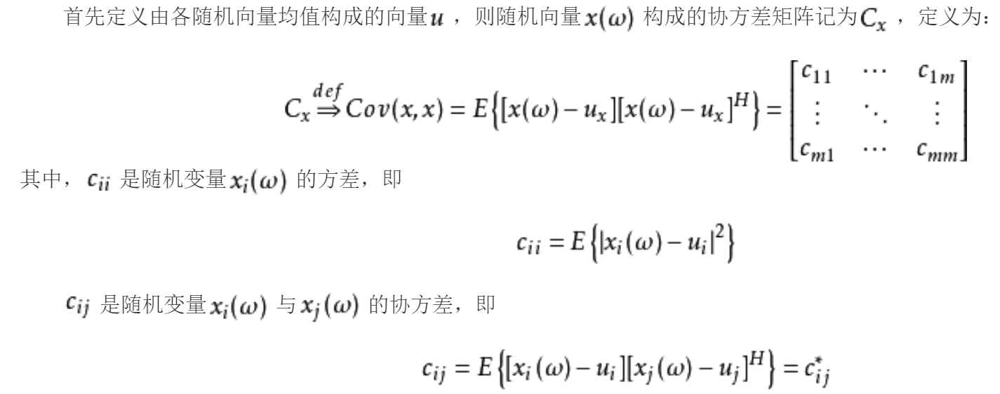 首先定义由各随机向量均值构成的向量 u ，则随机向量 x(ω) 构成的协方差矩阵记为 Cₓ ，定义为：
$C_x \overset{def}{\Rightarrow} Cov(x,x) = E\left\{[x(\omega)-u_x][x(\omega)-u_x]^H\right\} = \begin{bmatrix} c_{11} & \cdots & c_{1m} \\ \vdots & \ddots & \vdots \\ c_{m1} & \cdots & c_{mm} \end{bmatrix}$
其中，$c_{ii}$ 是随机变量 $x_i(\omega)$ 的方差，即
$c_{ii} = E\left\{|x_i(\omega)-u_i|^2\right\}$
$c_{ij}$ 是随机变量 $x_i(\omega)$ 与 $x_j(\omega)$ 的协方差，即
$c_{ij} = E\left\{[x_i(\omega)-u_i][x_j(\omega)-u_j]^H\right\} = c_{ij}^*$